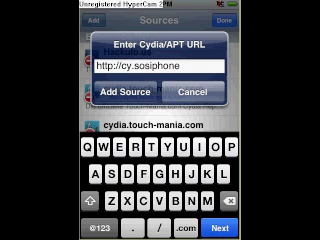 Unregistered HyperCam 2
PM
Add
Sources
Done
Enter Cydia/APT URL
http://cy.sosiphone
Add Source
Cancel
cydia.touch-mania.com
Q W E R T Y U I O P
A S D F G H J K L
Z X C V B N M
@123
.
/
.com
Next